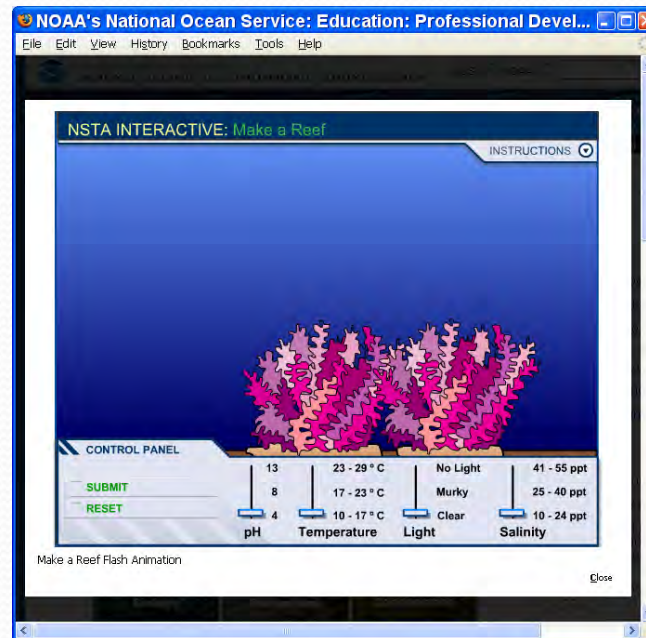 NOAA's National Ocean Service: Education: Professional Devel...
File Edit View History Bookmarks Tools Help
NSTA INTERACTIVE: Make a Reef
INSTRUCTIONS
CONTROL PANEL
SUBMIT
RESET
13 23 - 29 ° C No Light 41 - 55 ppt
8 17 - 23 ° C Murky 25 - 40 ppt
4 10 - 17 ° C Clear 10 - 24 ppt
pH Temperature Light Salinity
Make a Reef Flash Animation
Close